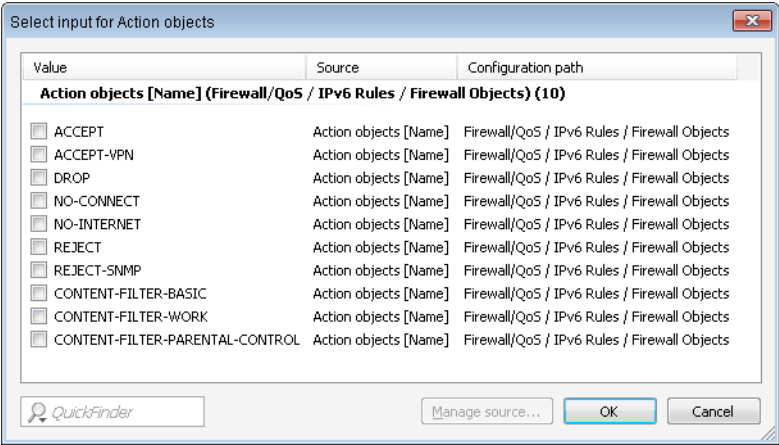 Select input for Action objects
Value Source Configuration path
Action objects [Name] (Firewall/QoS / IPv6 Rules / Firewall Objects) (10)
ACCEPT Action objects [Name] Firewall/QoS / IPv6 Rules / Firewall Objects
ACCEPT-VPN Action objects [Name] Firewall/QoS / IPv6 Rules / Firewall Objects
DROP Action objects [Name] Firewall/QoS / IPv6 Rules / Firewall Objects
NO-CONNECT Action objects [Name] Firewall/QoS / IPv6 Rules / Firewall Objects
NO-INTERNET Action objects [Name] Firewall/QoS / IPv6 Rules / Firewall Objects
REJECT Action objects [Name] Firewall/QoS / IPv6 Rules / Firewall Objects
REJECT-SNMP Action objects [Name] Firewall/QoS / IPv6 Rules / Firewall Objects
CONTENT-FILTER-BASIC Action objects [Name] Firewall/QoS / IPv6 Rules / Firewall Objects
CONTENT-FILTER-WORK Action objects [Name] Firewall/QoS / IPv6 Rules / Firewall Objects
CONTENT-FILTER-PARENTAL-CONTROL Action objects [Name] Firewall/QoS / IPv6 Rules / Firewall Objects
QuickFinder Manage source... OK Cancel